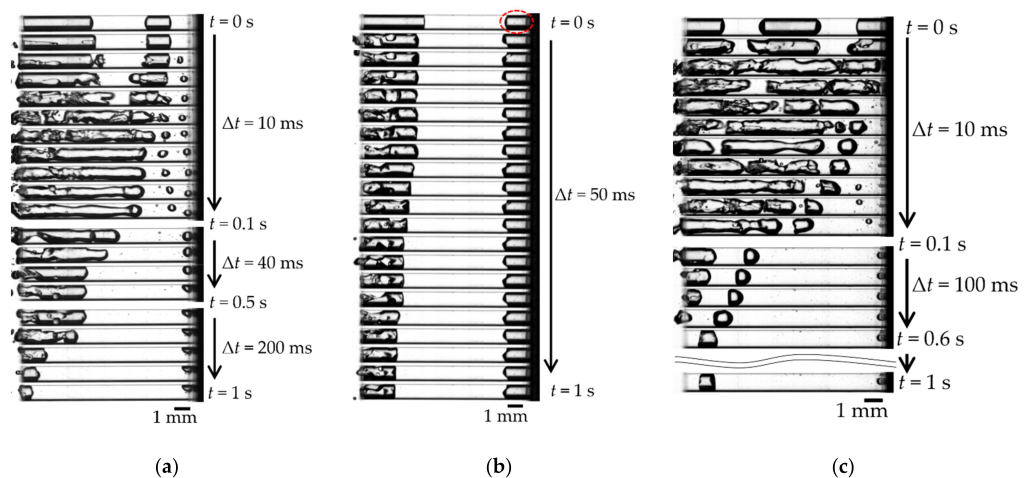 t = 0 s
Δt = 10 ms
t = 0.1 s
Δt = 40 ms
t = 0.5 s
Δt = 200 ms
t = 1 s
1 mm
(a)
t = 0 s
Δt = 50 ms
t = 1 s
1 mm
(b)
t = 0 s
Δt = 10 ms
t = 0.1 s
Δt = 100 ms
t = 0.6 s
t = 1 s
1 mm
(c)